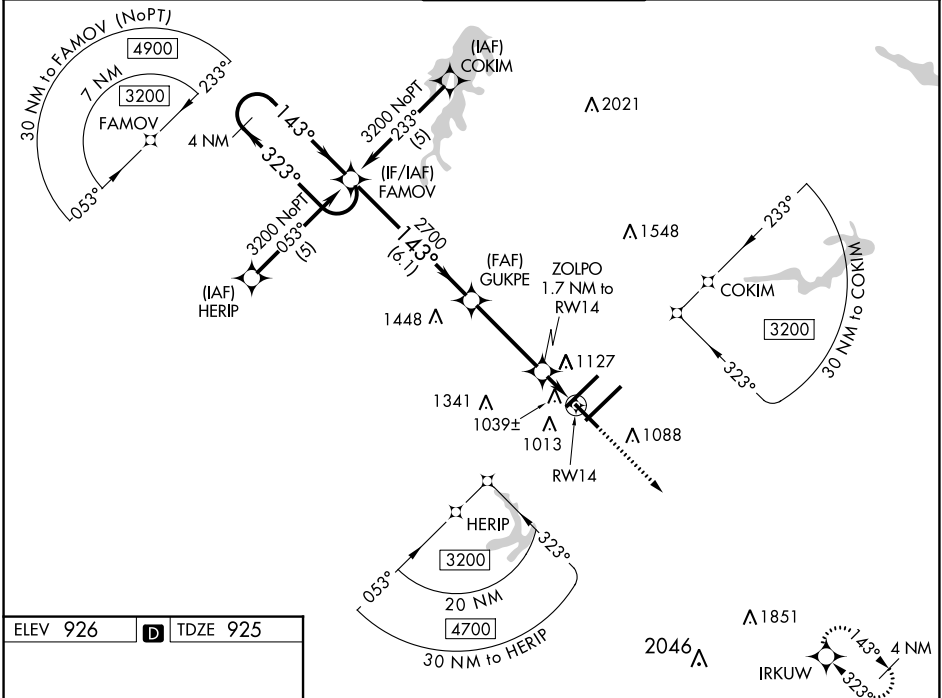 30 NM to FAMOV (NoPT)
4900
7 NM
3200
233°
FAMOV
053°
4 NM
143°
323°
(IAF)
COKIM
3200 NoPT
233°
(5)
(IF/IAF)
FAMOV
3200 NoPT
053°
(5)
(IAF)
HERIP
2700
143°
(6.1)
(FAF)
GUKPE
ZOLPO
1.7 NM to
RW14
2021
1548
1448
1127
1341
1039±
1013
1088
RW14
233°
COKIM
3200
30 NM to COKIM
323°
HERIP
053°
323°
3200
20 NM
4700
30 NM to HERIP
ELEV 926
D
TDZE 925
1851
2046
IRKUW
143°
323°
4 NM